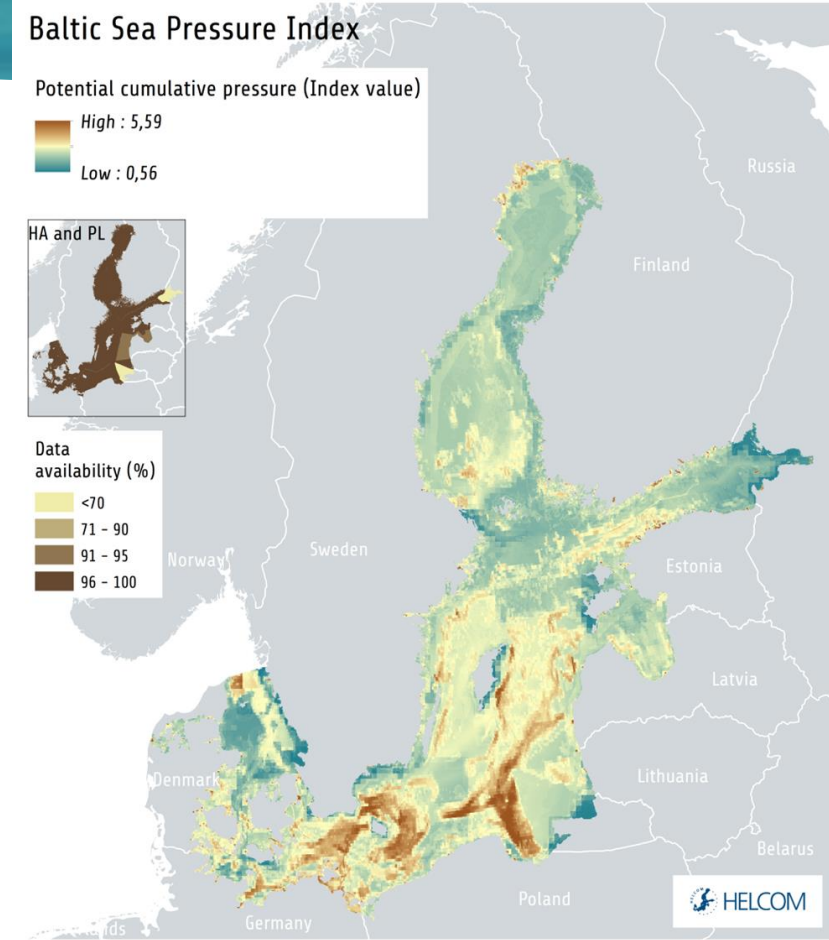 Baltic Sea Pressure Index
Potential cumulative pressure (Index value)
High : 5,59
Low : 0,56
HA and PL
Data
availability (%)
<70
71 - 90
91 - 95
96 - 100
Russia
Finland
Norway
Sweden
Estonia
Latvia
Denmark
Lithuania
Belarus
Poland
Germany
HELCOM